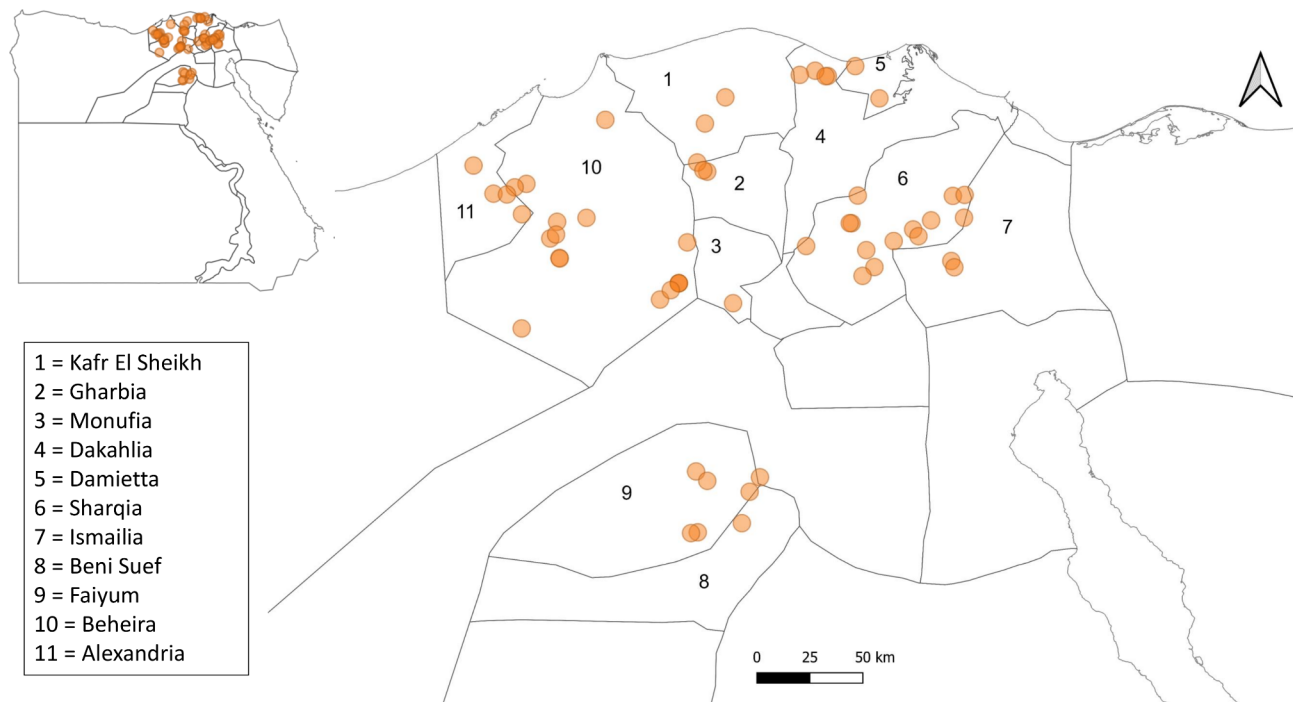 1
5
4
10
6
2
11
7
3
9
8
1 = Kafr El Sheikh
2 = Gharbia
3 = Monufia
4 = Dakahlia
5 = Damietta
6 = Sharqia
7 = Ismailia
8 = Beni Suef
9 = Faiyum
10 = Beheira
11 = Alexandria
0 25 50 km